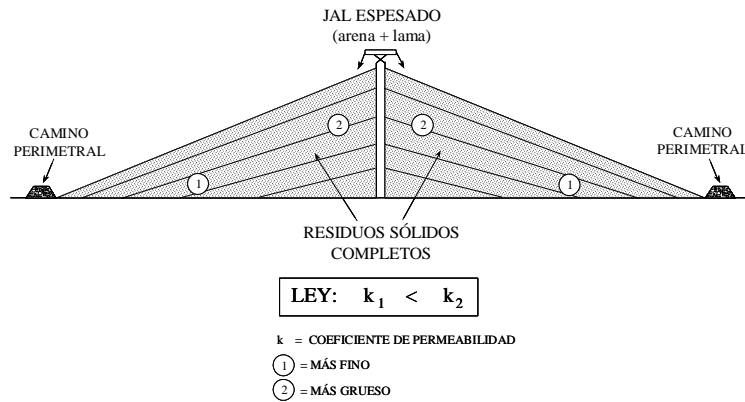 JAL ESPESADO
(arena + lama)
CAMINO
PERIMETRAL
CAMINO
PERIMETRAL
2
2
1
1
RESIDUOS SÓLIDOS
COMPLETOS
LEY: k1 < k2
k = COEFICIENTE DE PERMEABILIDAD
1 = MÁS FINO
2 = MÁS GRUESO